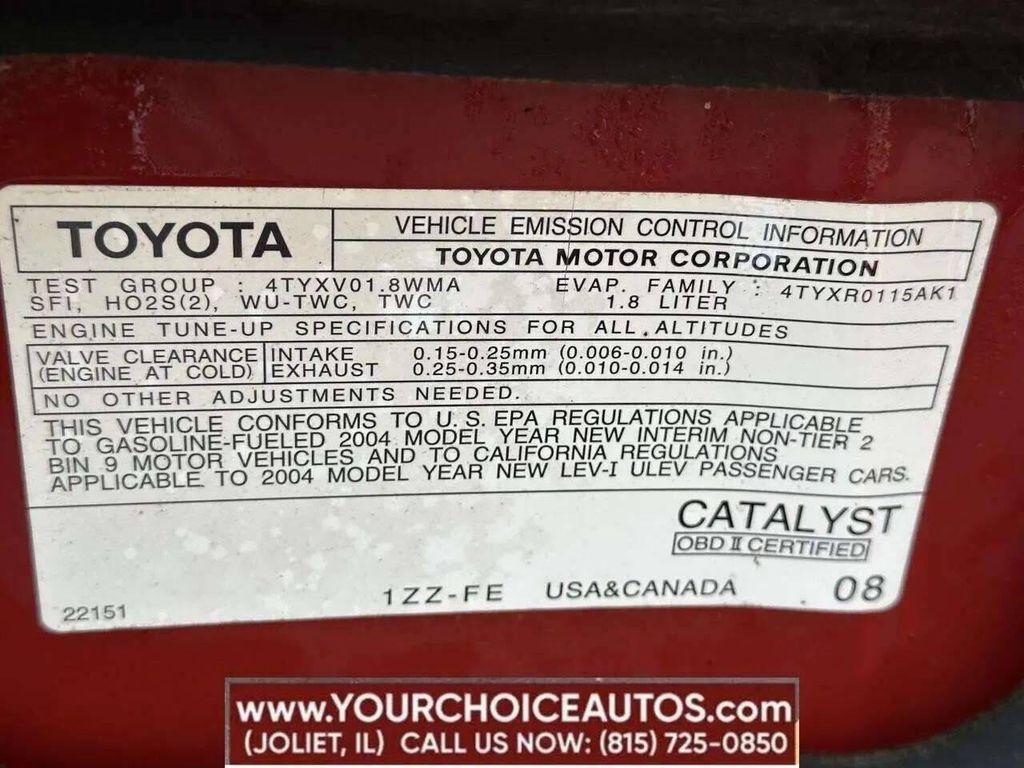 TOYOTA
VEHICLE EMISSION CONTROL INFORMATION
TOYOTA MOTOR CORPORATION
TEST GROUP : 4TYXV01.8WMA EVAP. FAMILY : 4TYXR0115AK1
SFI, HO2S(2), WU-TWC, TWC 1.8 LITER
ENGINE TUNE-UP SPECIFICATIONS FOR ALL ALTITUDES
VALVE CLEARANCE INTAKE 0.15-0.25mm (0.006-0.010 in.)
(ENGINE AT COLD) EXHAUST 0.25-0.35mm (0.010-0.014 in.)
NO OTHER ADJUSTMENTS NEEDED.
THIS VEHICLE CONFORMS TO U.S. EPA REGULATIONS APPLICABLE
TO GASOLINE-FUELED 2004 MODEL YEAR NEW INTERIM NON-TIER 2
BIN 9 MOTOR VEHICLES AND TO CALIFORNIA REGULATIONS
APPLICABLE TO 2004 MODEL YEAR NEW LEV-I ULEV PASSENGER CARS.
CATALYST
OBD II CERTIFIED
22151 1ZZ-FE USA&CANADA 08
www.YOURCHOICEAUTOS.com
(JOLIET, IL) CALL US NOW: (815) 725-0850